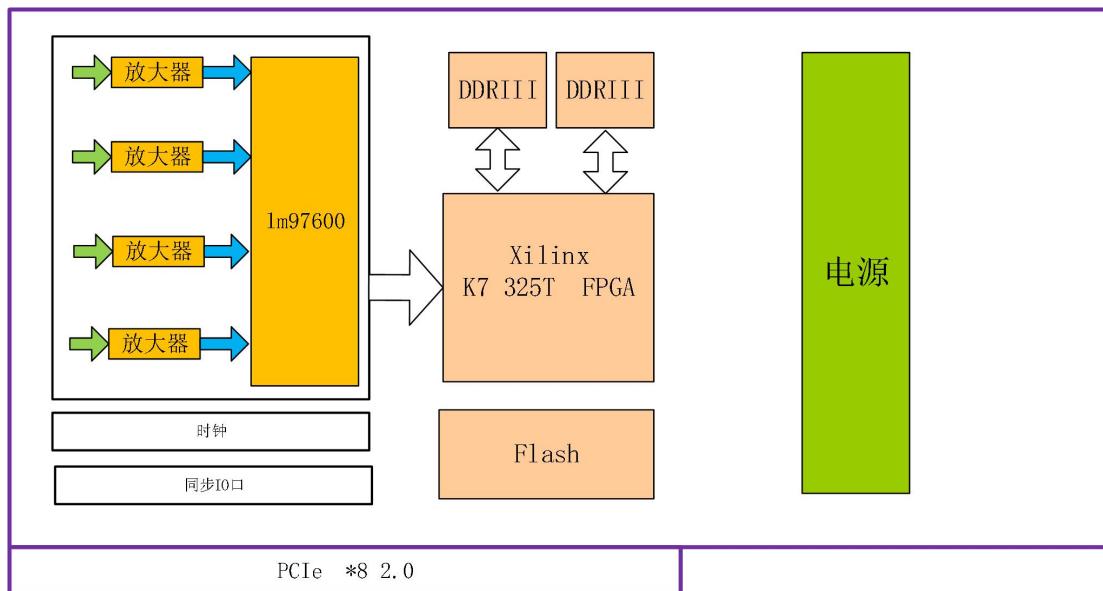 放大器
放大器
放大器
放大器
lm97600
DDRIII
DDRIII
Xilinx
K7 325T FPGA
Flash
电源
时钟
同步IO口
PCIe *8 2.0